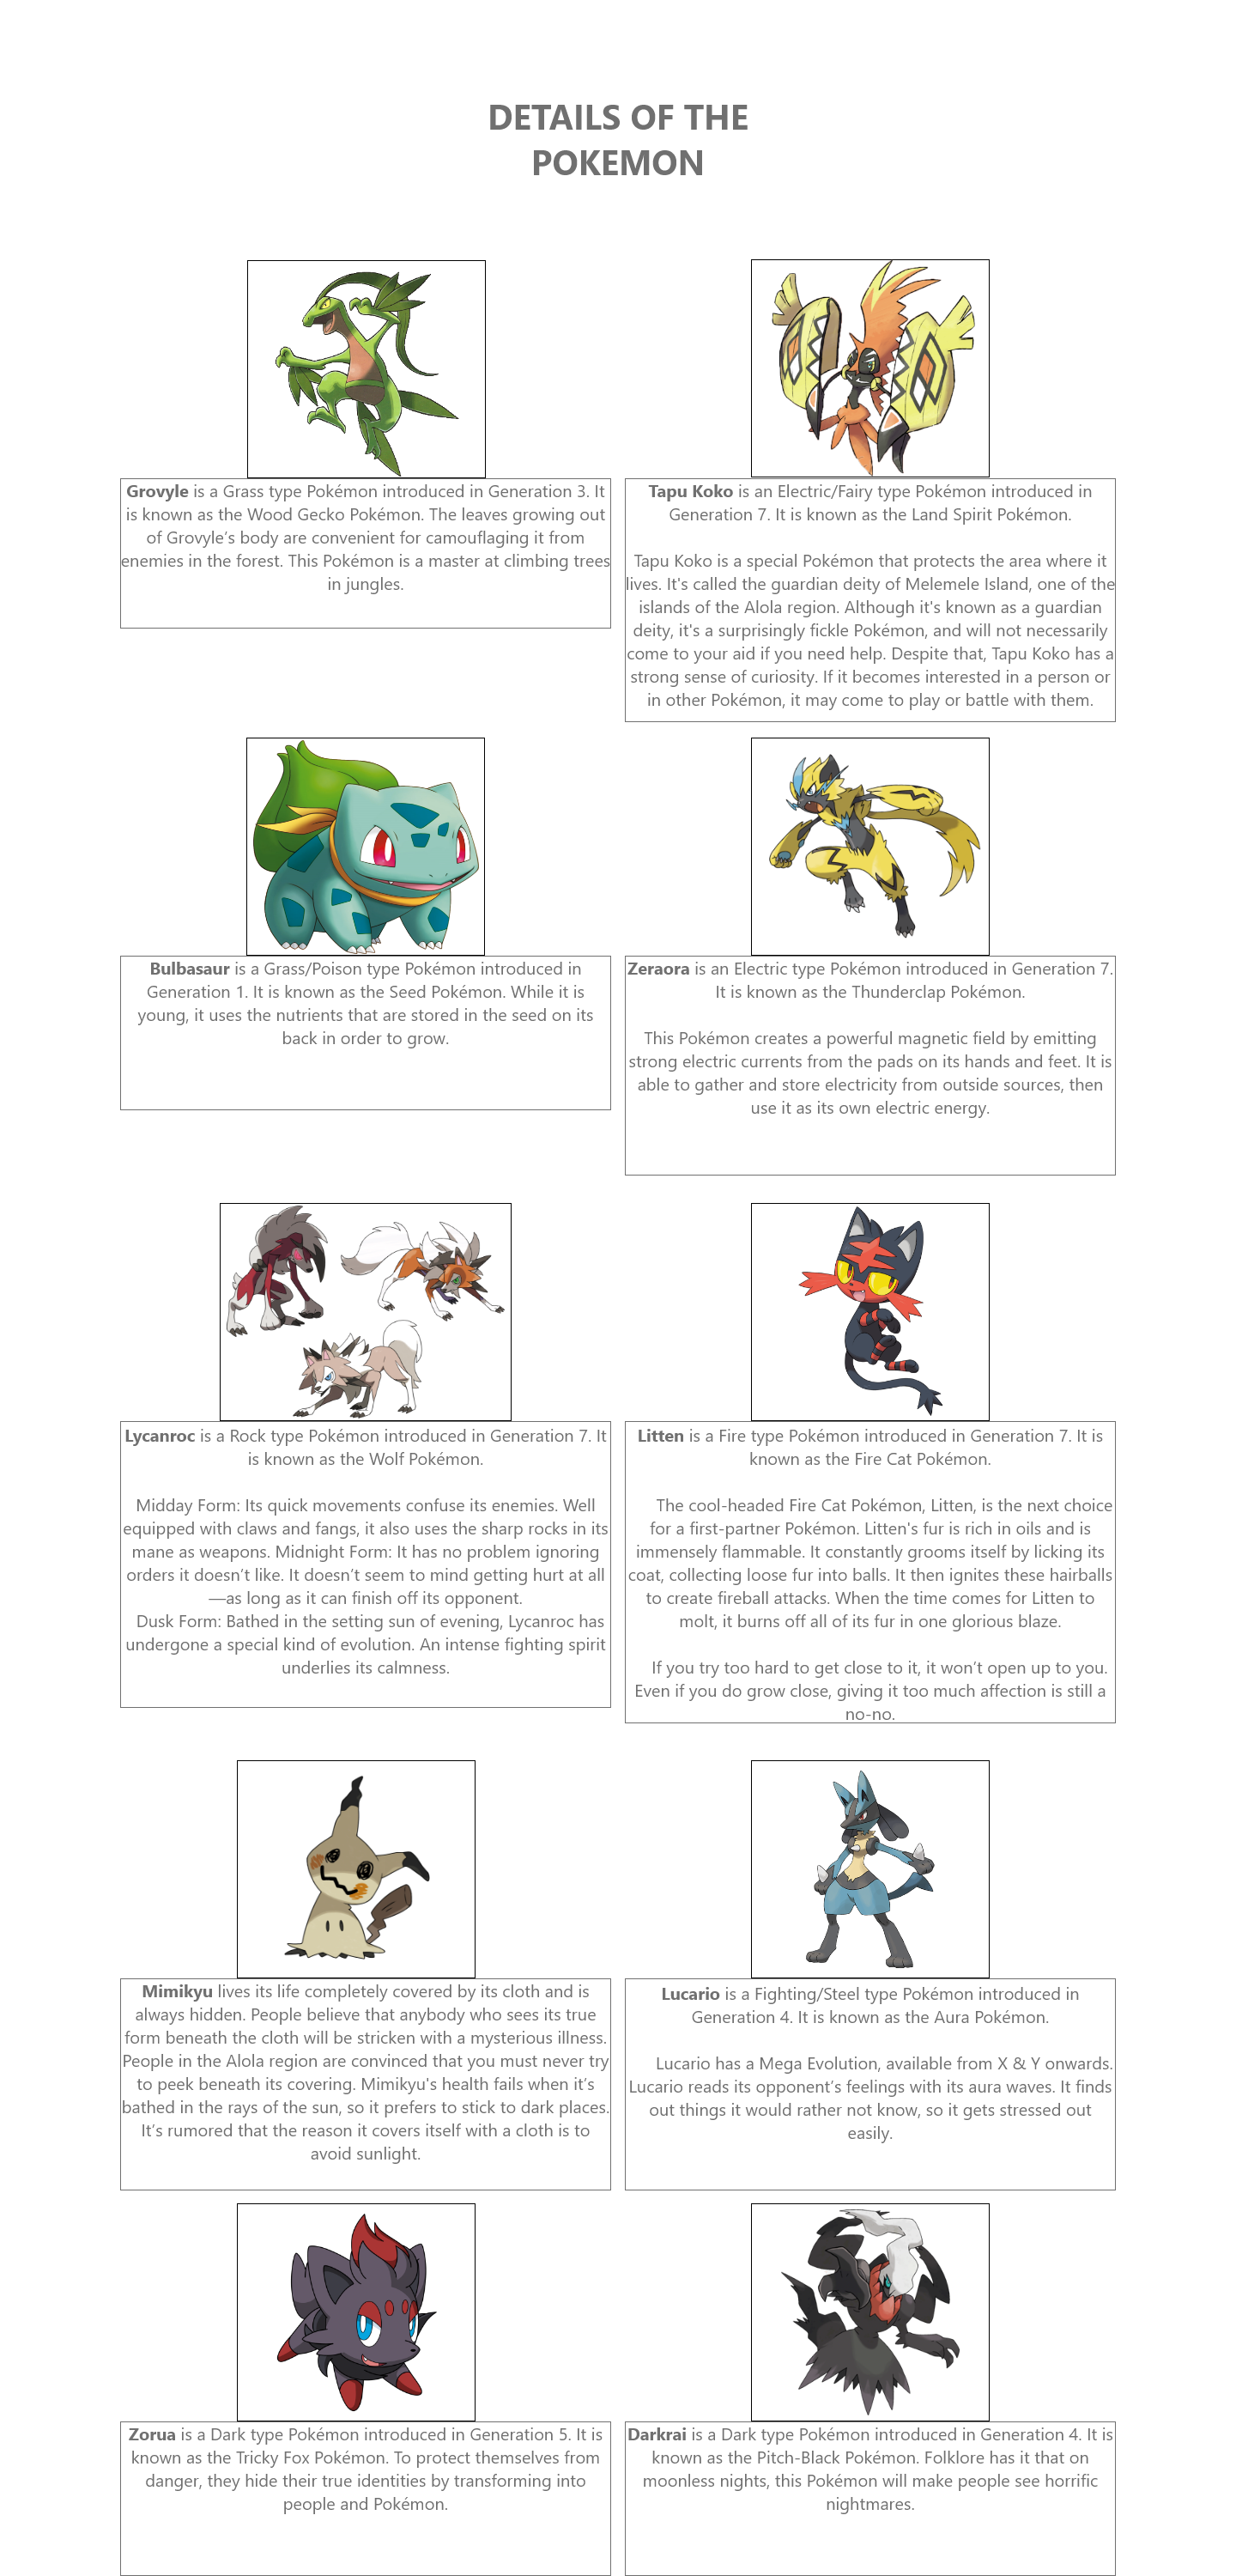 DETAILS OF THE
POKEMON
Grovyle is a Grass type Pokémon introduced in Generation 3. It
is known as the Wood Gecko Pokémon. The leaves growing out
of Grovyle’s body are convenient for camouflaging it from
enemies in the forest. This Pokémon is a master at climbing trees
in jungles.
Tapu Koko is an Electric/Fairy type Pokémon introduced in
Generation 7. It is known as the Land Spirit Pokémon.
Tapu Koko is a special Pokémon that protects the area where it
lives. It's called the guardian deity of Melemele Island, one of the
islands of the Alola region. Although it's known as a guardian
deity, it's a surprisingly fickle Pokémon, and will not necessarily
come to your aid if you need help. Despite that, Tapu Koko has a
strong sense of curiosity. If it becomes interested in a person or
in other Pokémon, it may come to play or battle with them.
Bulbasaur is a Grass/Poison type Pokémon introduced in
Generation 1. It is known as the Seed Pokémon. While it is
young, it uses the nutrients that are stored in the seed on its
back in order to grow.
Zeraora is an Electric type Pokémon introduced in Generation 7.
It is known as the Thunderclap Pokémon.
This Pokémon creates a powerful magnetic field by emitting
strong electric currents from the pads on its hands and feet. It is
able to gather and store electricity from outside sources, then
use it as its own electric energy.
Lycanroc is a Rock type Pokémon introduced in Generation 7. It
is known as the Wolf Pokémon.
Midday Form: Its quick movements confuse its enemies. Well
equipped with claws and fangs, it also uses the sharp rocks in its
mane as weapons. Midnight Form: It has no problem ignoring
orders it doesn’t like. It doesn’t seem to mind getting hurt at all
—as long as it can finish off its opponent.
Dusk Form: Bathed in the setting sun of evening, Lycanroc has
undergone a special kind of evolution. An intense fighting spirit
underlies its calmness.
Litten is a Fire type Pokémon introduced in Generation 7. It is
known as the Fire Cat Pokémon.
The cool-headed Fire Cat Pokémon, Litten, is the next choice
for a first-partner Pokémon. Litten's fur is rich in oils and is
immensely flammable. It constantly grooms itself by licking its
coat, collecting loose fur into balls. It then ignites these hairballs
to create fireball attacks. When the time comes for Litten to
molt, it burns off all of its fur in one glorious blaze.
If you try too hard to get close to it, it won’t open up to you.
Even if you do grow close, giving it too much affection is still a
no-no.
Mimikyu lives its life completely covered by its cloth and is
always hidden. People believe that anybody who sees its true
form beneath the cloth will be stricken with a mysterious illness.
People in the Alola region are convinced that you must never try
to peek beneath its covering. Mimikyu's health fails when it’s
bathed in the rays of the sun, so it prefers to stick to dark places.
It’s rumored that the reason it covers itself with a cloth is to
avoid sunlight.
Lucario is a Fighting/Steel type Pokémon introduced in
Generation 4. It is known as the Aura Pokémon.
Lucario has a Mega Evolution, available from X & Y onwards.
Lucario reads its opponent’s feelings with its aura waves. It finds
out things it would rather not know, so it gets stressed out
easily.
Zorua is a Dark type Pokémon introduced in Generation 5. It is
known as the Tricky Fox Pokémon. To protect themselves from
danger, they hide their true identities by transforming into
people and Pokémon.
Darkrai is a Dark type Pokémon introduced in Generation 4. It is
known as the Pitch-Black Pokémon. Folklore has it that on
moonless nights, this Pokémon will make people see horrific
nightmares.